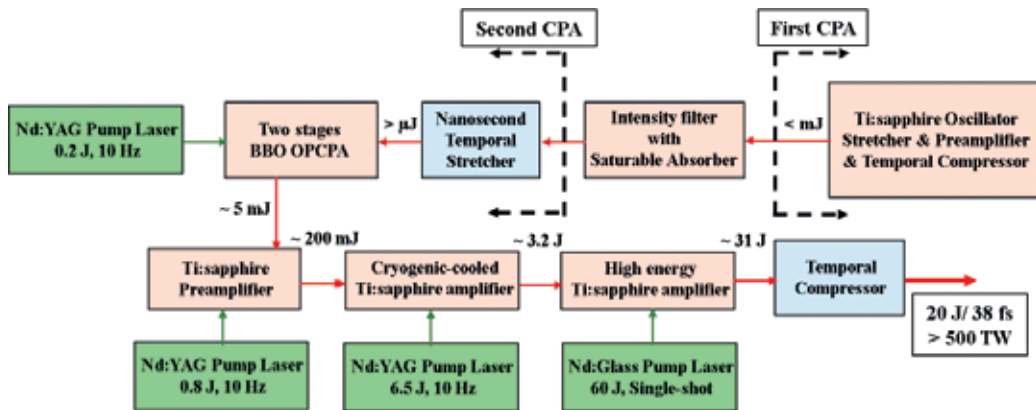 Second CPA
First CPA
Nd:YAG Pump Laser
0.2 J, 10 Hz
Two stages
BBO OPCPA
> μJ
Nanosecond
Temporal
Stretcher
Intensity filter
with
Saturable Absorber
< mJ
Ti:sapphire Oscillator
Stretcher & Preamplifier
& Temporal Compressor
~ 5 mJ
Ti:sapphire
Preamplifier
~ 200 mJ
Cryogenic-cooled
Ti:sapphire amplifier
~ 3.2 J
High energy
Ti:sapphire amplifier
~ 31 J
Temporal
Compressor
20 J/ 38 fs
> 500 TW
Nd:YAG Pump Laser
0.8 J, 10 Hz
Nd:YAG Pump Laser
6.5 J, 10 Hz
Nd:Glass Pump Laser
60 J, Single-shot